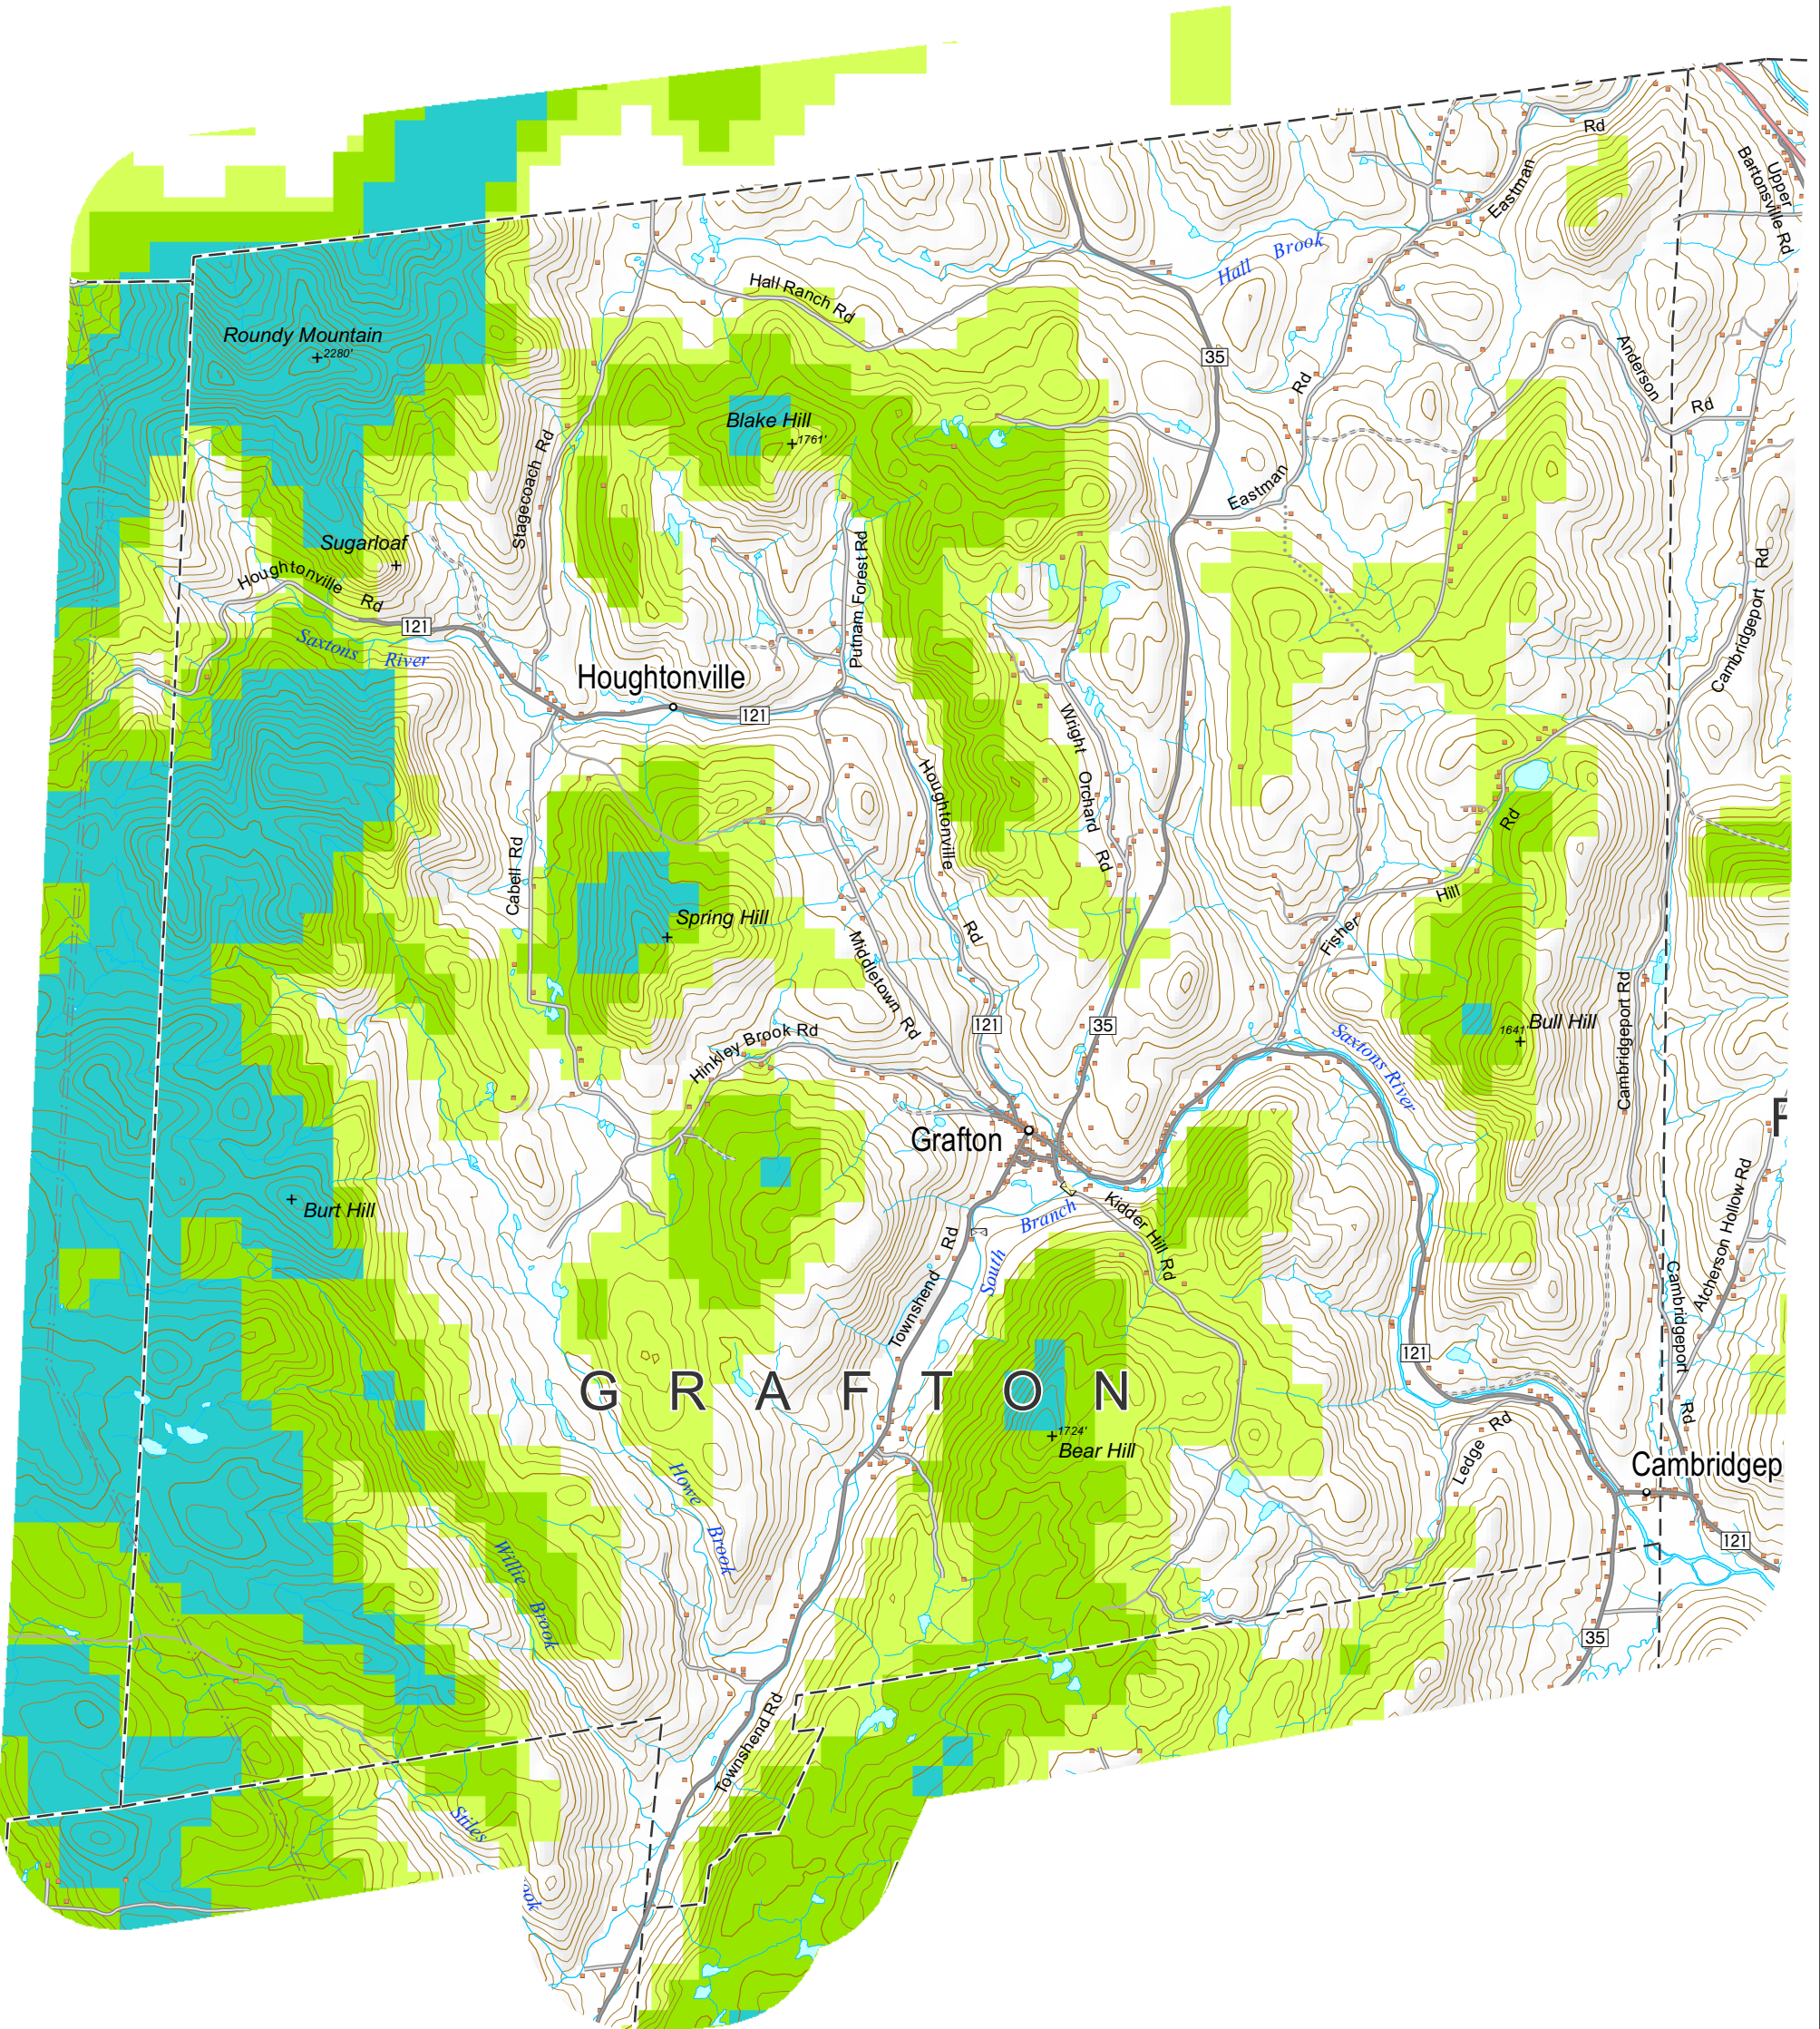 Rd
Eastman
Upper
Bartonsville Rd
Hall Brook
Hall Ranch Rd
Roundy Mountain
2280'
35
Anderson
Rd
Rd
Blake Hill
1761'
Stagecoach Rd
Eastman
Sugarloaf
Houghtonville Rd
121
Putnam Forest Rd
Cambridgeport Rd
Saxtons River
Houghtonville
121
Wright Orchard Rd
Houghtonville Rd
Rd
Cabell Rd
Hill
Spring Hill
Fisher
Middletown Rd
121
35
Cambridgeport Rd
1641'
Bull Hill
Hinkley Brook Rd
Saxtons River
F
Grafton
Burt Hill
Kidder Hill Rd
South Branch
Atcherson Hollow Rd
Townshend Rd
Cambridgeport Rd
121
GRAFTON
1724'
Bear Hill
Ledge Rd
Howe Brook
Cambridgep
121
Willie Brook
35
Townshend Rd
Stiles
ook